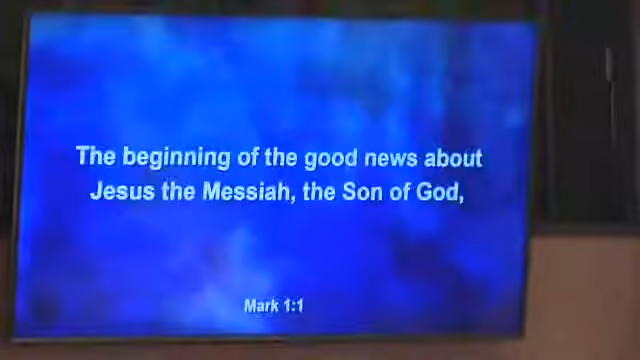 The beginning of the good news about
Jesus the Messiah, the Son of God,
Mark 1:1